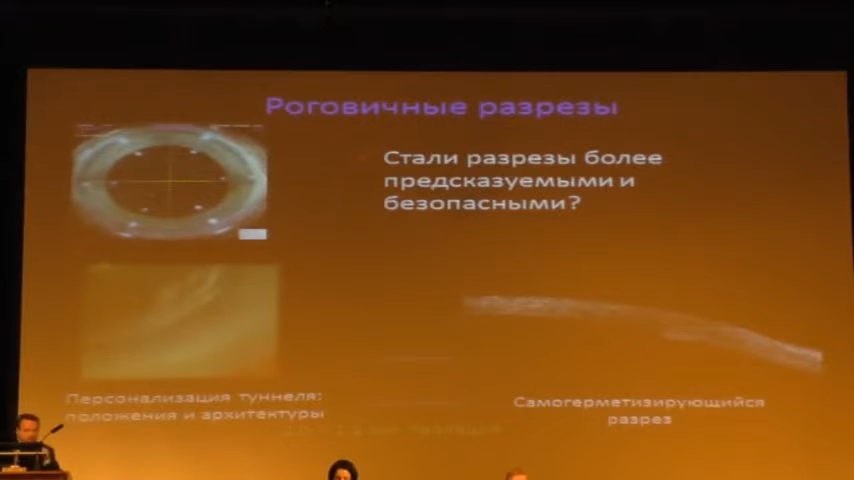 Роговичные разрезы
Стали разрезы более
предсказуемыми и
безопасными?
Персонализация туннеля:
положения и архитектуры
Самогерметизирующийся
разрез